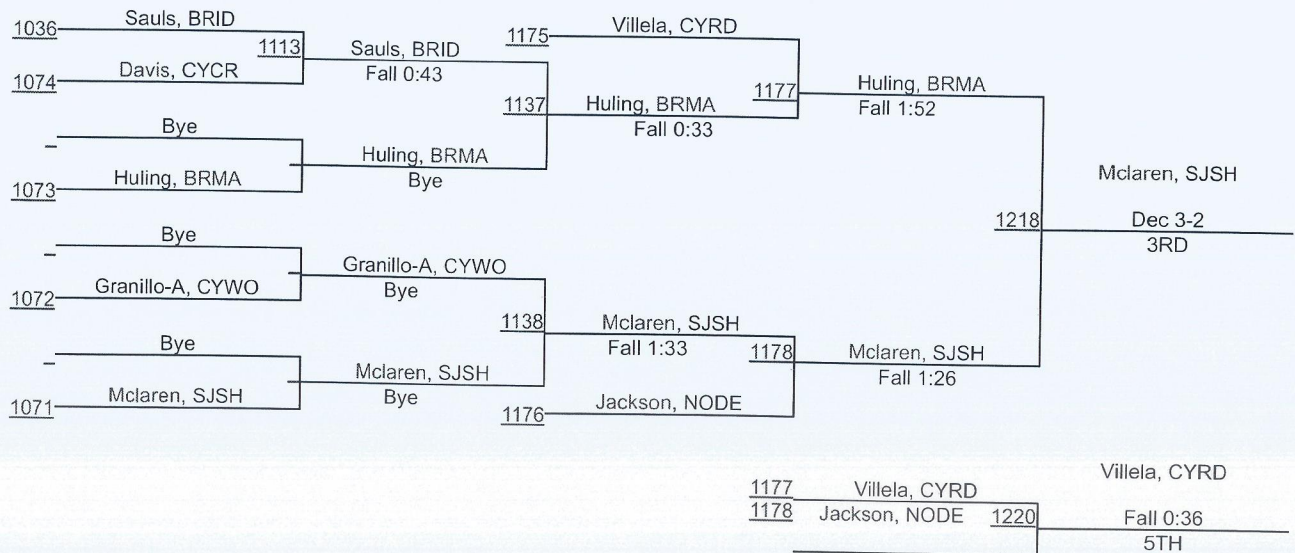 Sauls, BRID
1036
1113
Sauls, BRID
Fall 0:43
Davis, CYCR
1074
1137
Bye
Huling, BRMA
1073
Huling, BRMA
Bye
1175
Villela, CYRD
1177
Huling, BRMA
Fall 0:33
Huling, BRMA
Fall 1:52
Bye
Granillo-A, CYWO
1072
Granillo-A, CYWO
Bye
1138
Bye
Mclaren, SJSH
1071
Mclaren, SJSH
Bye
Mclaren, SJSH
Fall 1:33
1178
1176
Jackson, NODE
Mclaren, SJSH
Fall 1:26
1218
Mclaren, SJSH
Dec 3-2
3RD
1177
Villela, CYRD
1178
Jackson, NODE
1220
Villela, CYRD
Fall 0:36
5TH